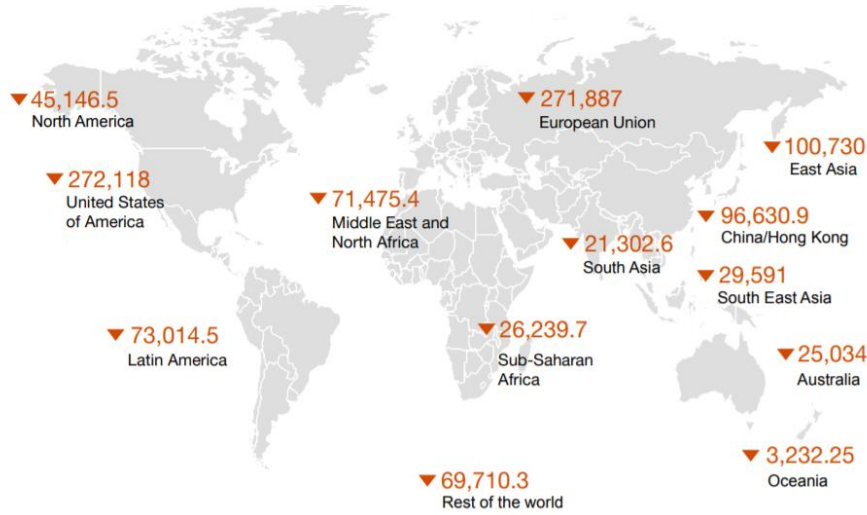 45,146.5
North America
271,887
European Union
100,730
East Asia
272,118
United States
of America
71,475.4
Middle East and
North Africa
96,630.9
China/Hong Kong
21,302.6
South Asia
29,591
South East Asia
73,014.5
Latin America
26,239.7
Sub-Saharan
Africa
25,034
Australia
3,232.25
Oceania
69,710.3
Rest of the world